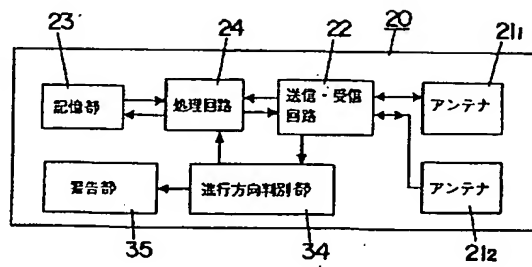 20
23
24
22
21₁
記憶部
処理回路
送信・受信
回路
アンテナ
警告部
進行方向判別部
アンテナ
35
34
21₂